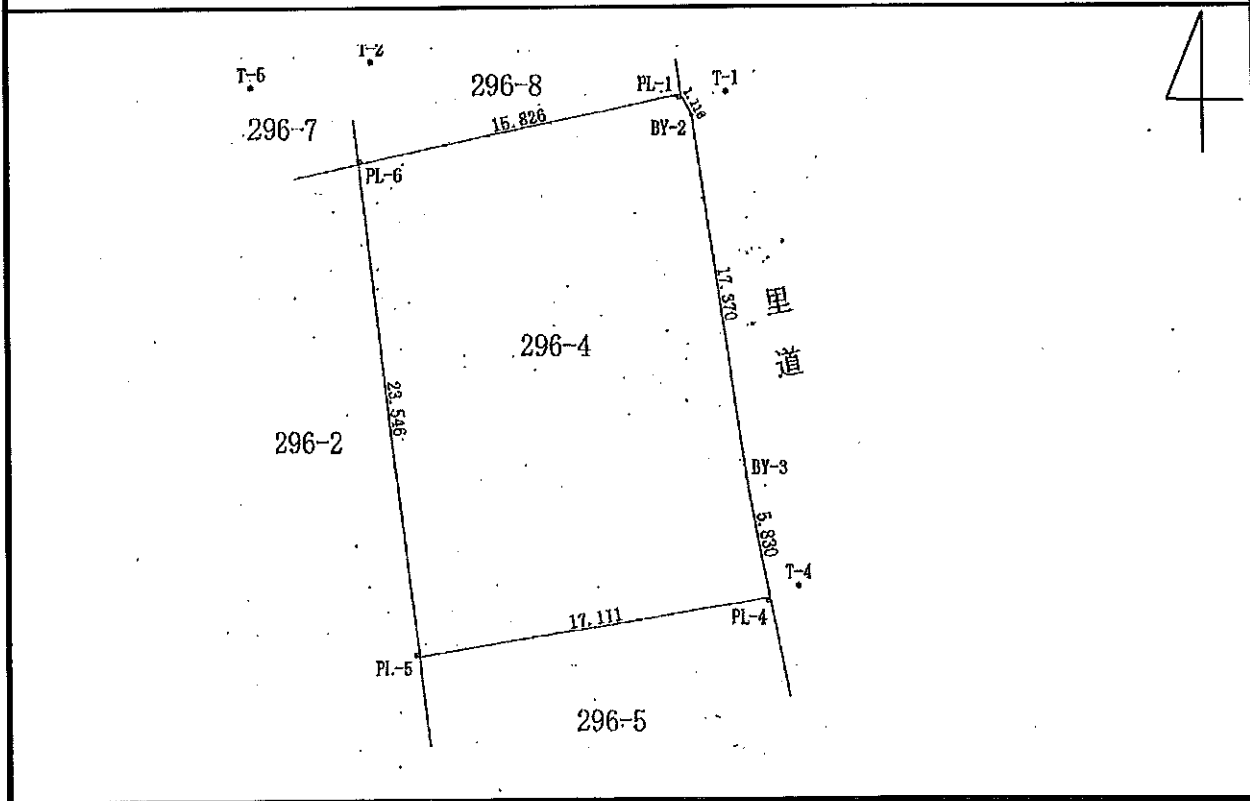 T-2
T-5
296-8
PL-1
T-1
1.118
296-7
15.826
BY-2
PL-6
17.370
里道
296-4
23.546
296-2
BY-3
5.830
T-4
17.111
PL-4
PL-5
296-5